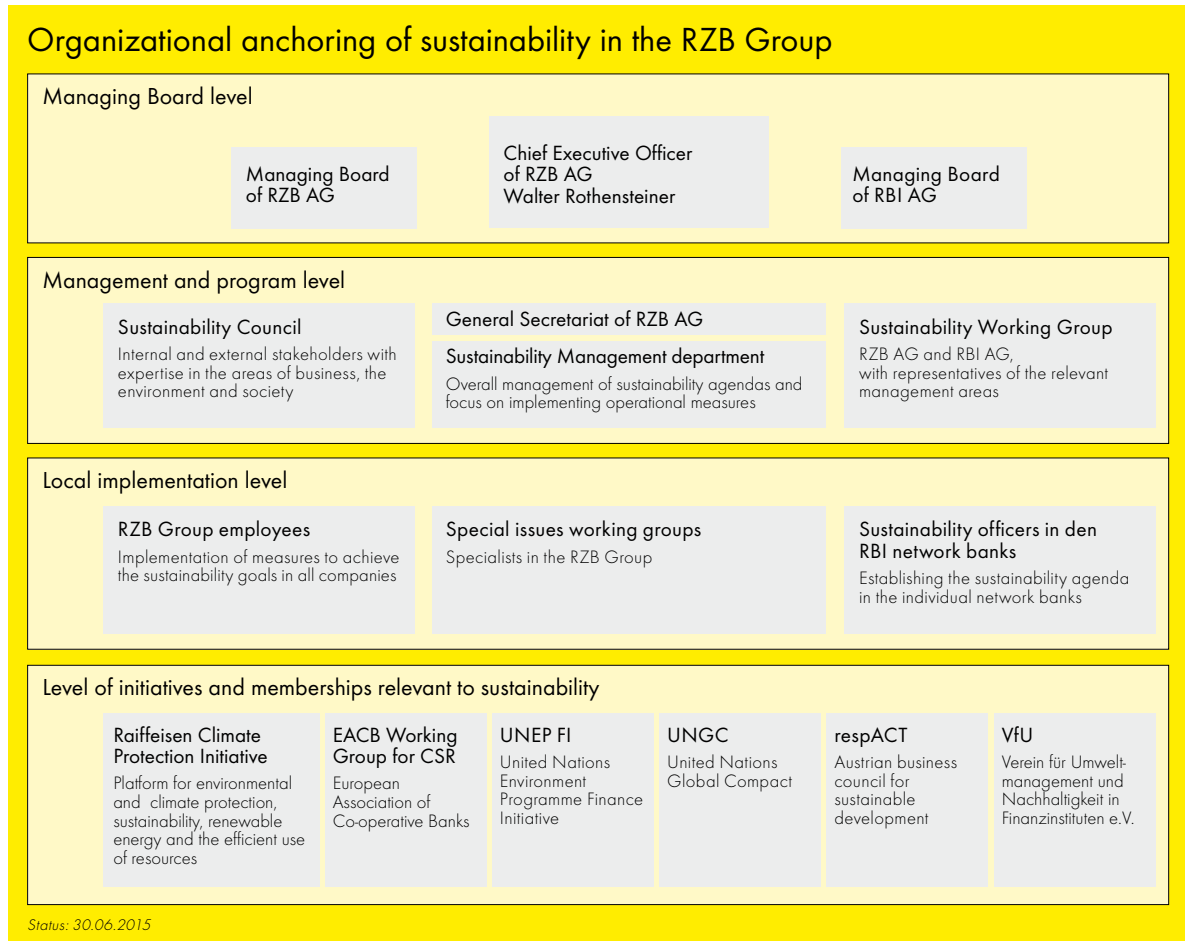 Organizational anchoring of sustainability in the RZB Group
Managing Board level
Managing Board
of RZB AG
Chief Executive Officer
of RZB AG
Walter Rothensteiner
Managing Board
of RBI AG
Management and program level
Sustainability Council
Internal and external stakeholders with
expertise in the areas of business, the
environment and society
General Secretariat of RZB AG
Sustainability Management department
Overall management of sustainability agendas and
focus on implementing operational measures
Sustainability Working Group
RZB AG and RBI AG,
with representatives of the relevant
management areas
Local implementation level
RZB Group employees
Implementation of measures to achieve
the sustainability goals in all companies
Special issues working groups
Specialists in the RZB Group
Sustainability officers in den
RBI network banks
Establishing the sustainability agenda
in the individual network banks
Level of initiatives and memberships relevant to sustainability
Raiffeisen Climate
Protection Initiative
Platform for environmental
and climate protection,
sustainability, renewable
energy and the efficient use
of resources
EACB Working
Group for CSR
European
Association of
Co-operative Banks
UNEP FI
United Nations
Environment
Programme Finance
Initiative
UNGC
United Nations
Global Compact
respACT
Austrian business
council for
sustainable
development
VfU
Verein für Umwelt-
management und
Nachhaltigkeit in
Finanzinstituten e.V.
Status: 30.06.2015